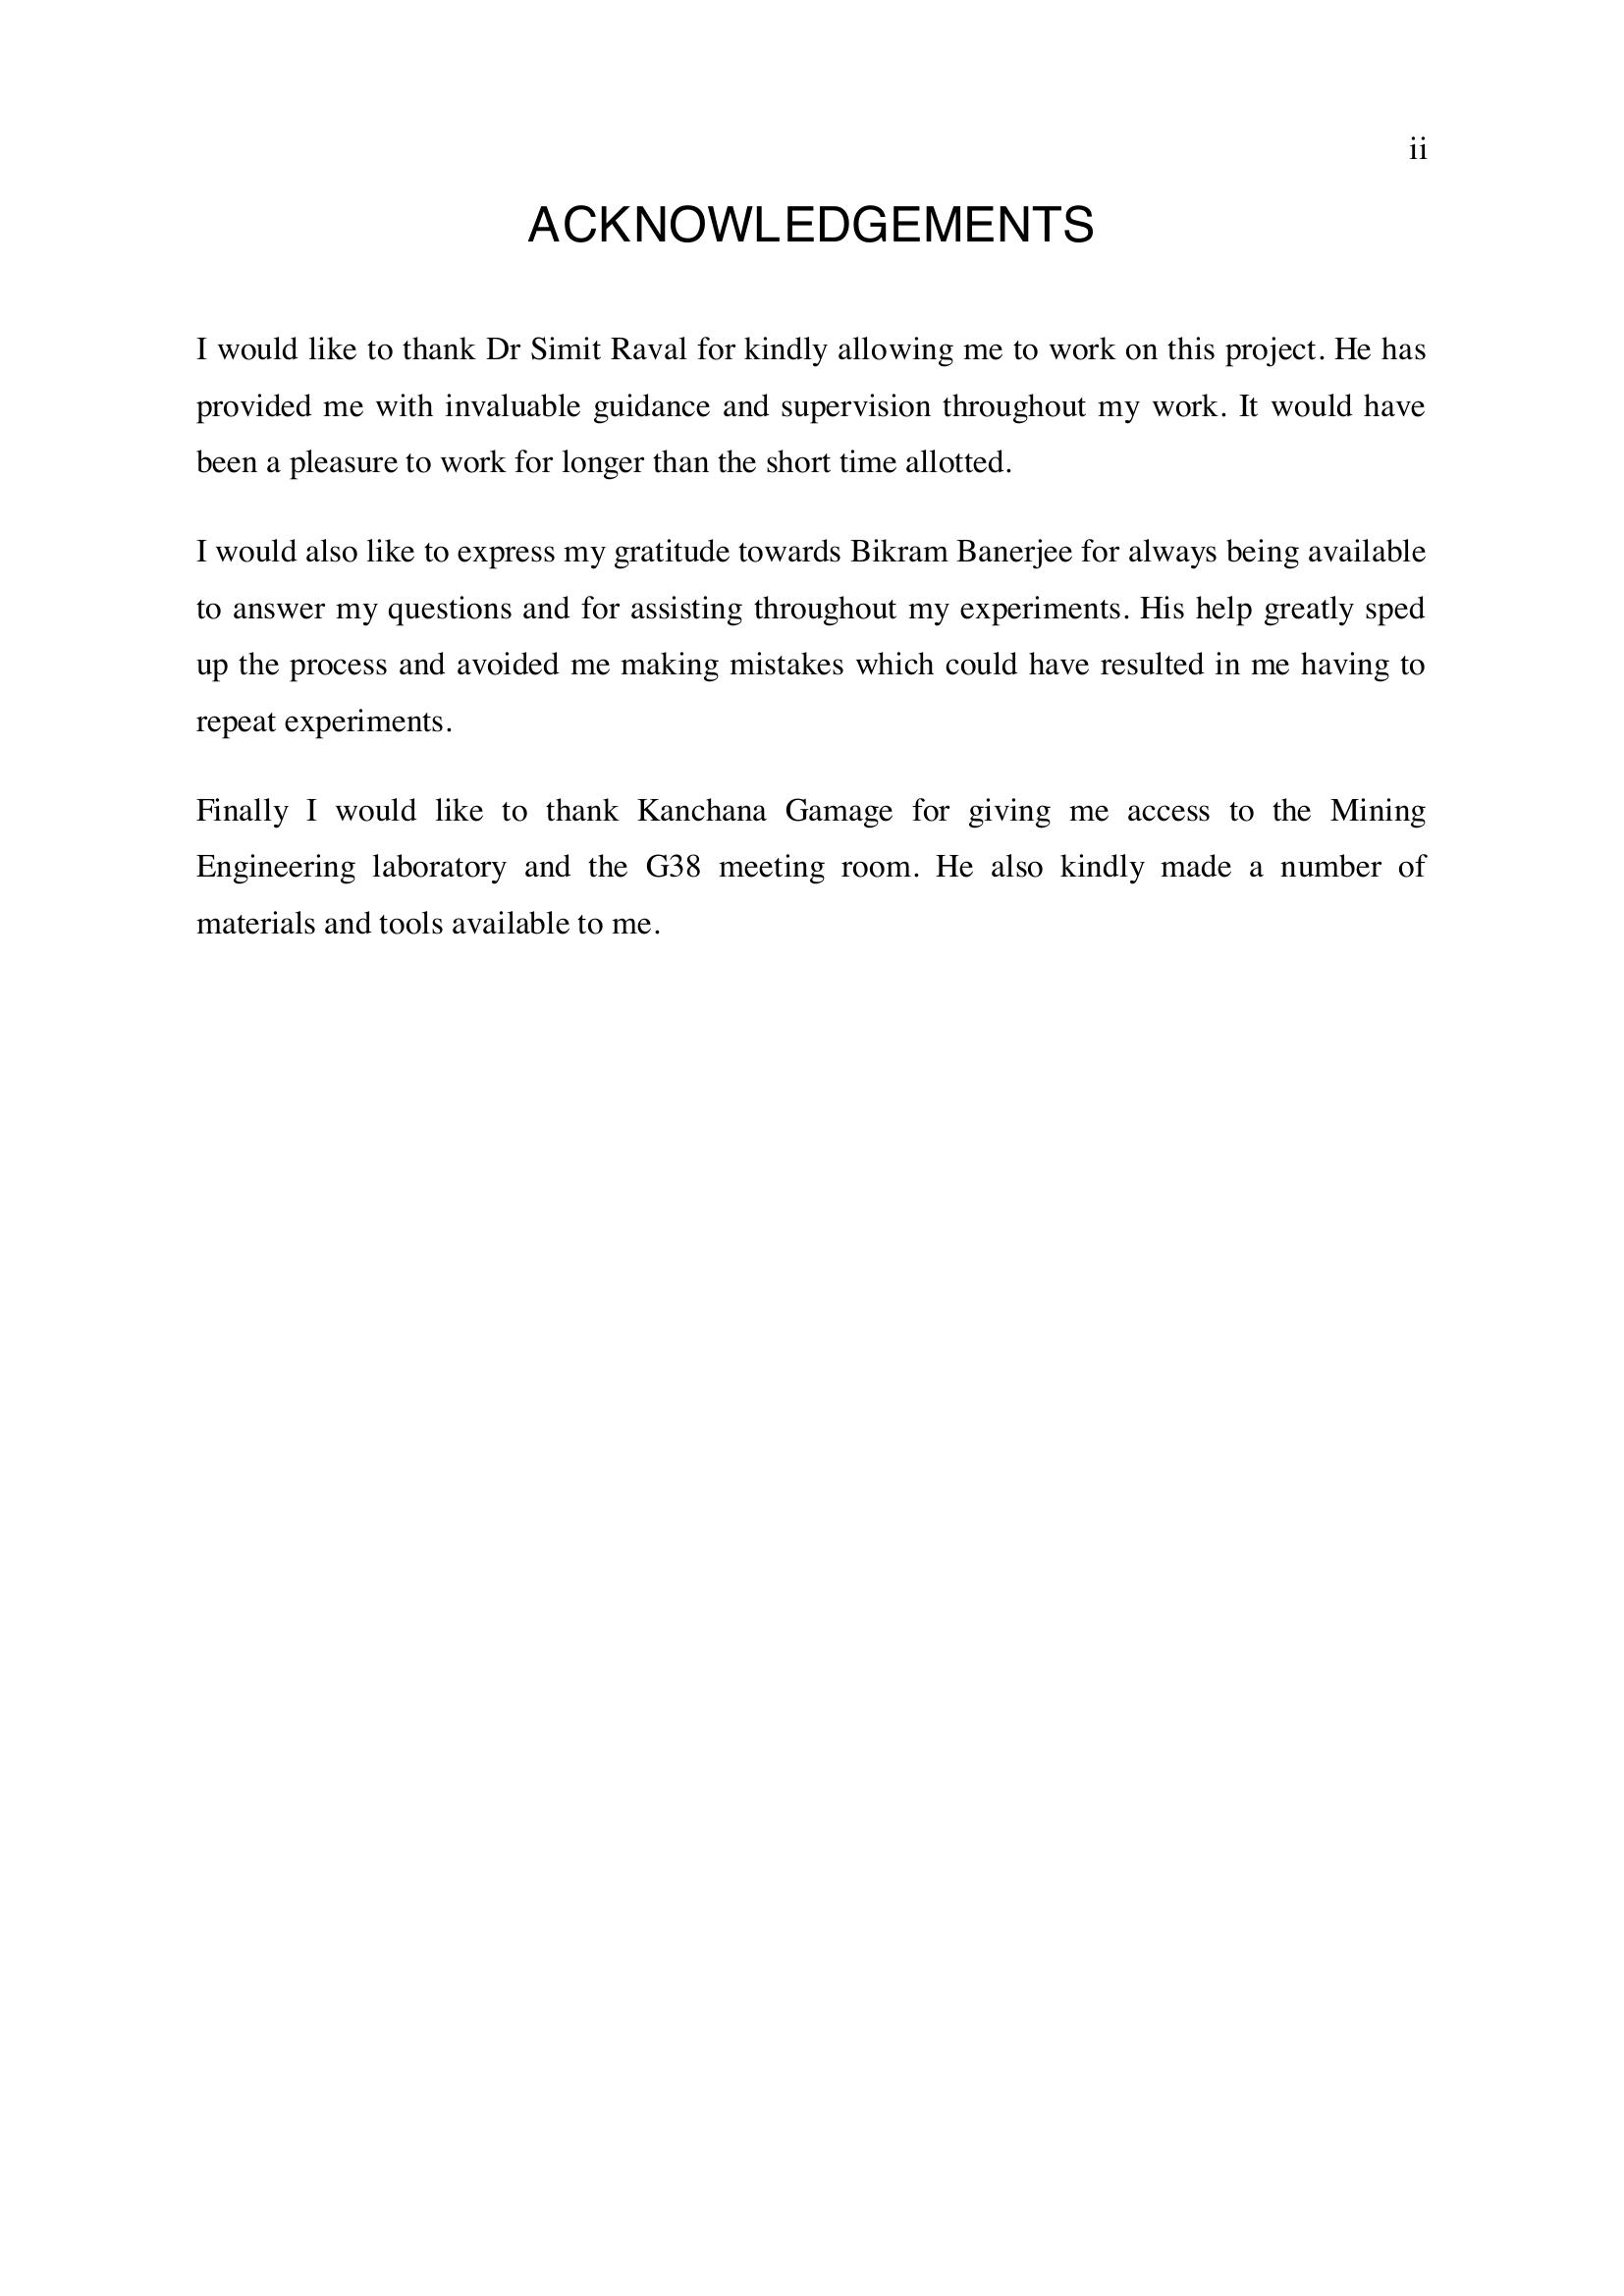 ii
ACKNOWLEDGEMENTS
I would like to thank Dr Simit Raval for kindly allowing me to work on this project. He has
provided me with invaluable guidance and supervision throughout my work. It would have
been a pleasure to work for longer than the short time allotted.
I would also like to express my gratitude towards Bikram Banerjee for always being available
to answer my questions and for assisting throughout my experiments. His help greatly sped
up the process and avoided me making mistakes which could have resulted in me having to
repeat experiments.
Finally I would like to thank Kanchana Gamage for giving me access to the Mining
Engineering laboratory and the G38 meeting room. He also kindly made a number of
materials and tools available to me.